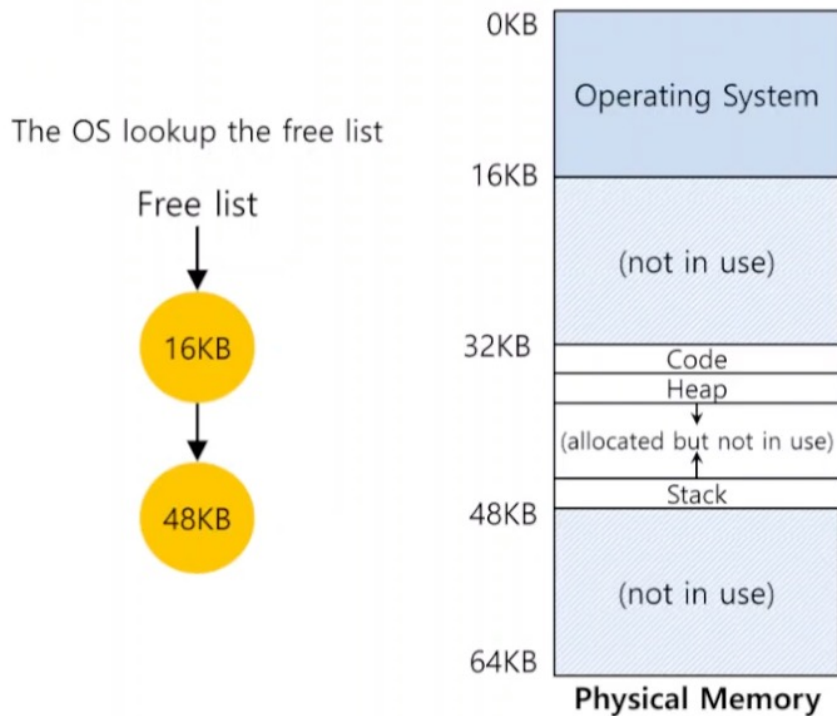 The OS lookup the free list
Free list
16KB
48KB
0KB
Operating System
16KB
(not in use)
32KB
Code
Heap
(allocated but not in use)
Stack
48KB
(not in use)
64KB
Physical Memory